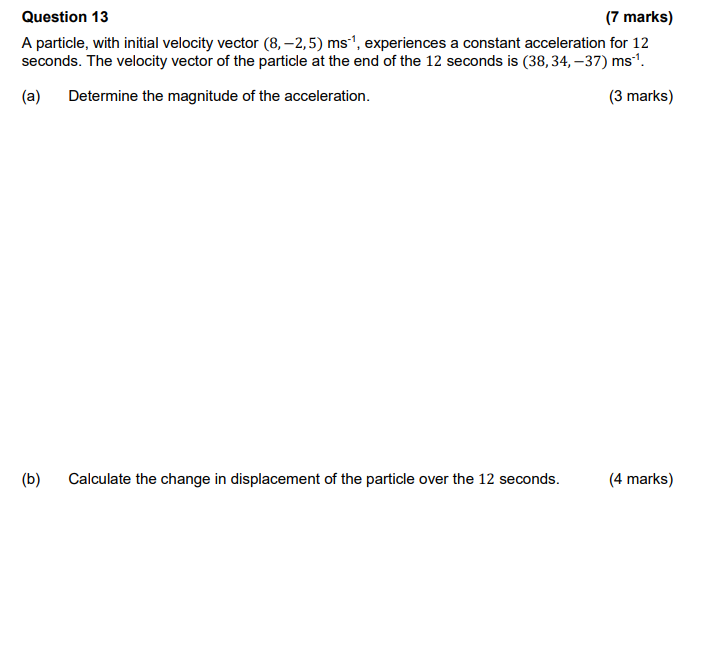 Question 13 (7 marks)
A particle, with initial velocity vector (8, −2, 5) ms⁻¹, experiences a constant acceleration for 12
seconds. The velocity vector of the particle at the end of the 12 seconds is (38, 34, −37) ms⁻¹.
(a) Determine the magnitude of the acceleration. (3 marks)
(b) Calculate the change in displacement of the particle over the 12 seconds. (4 marks)